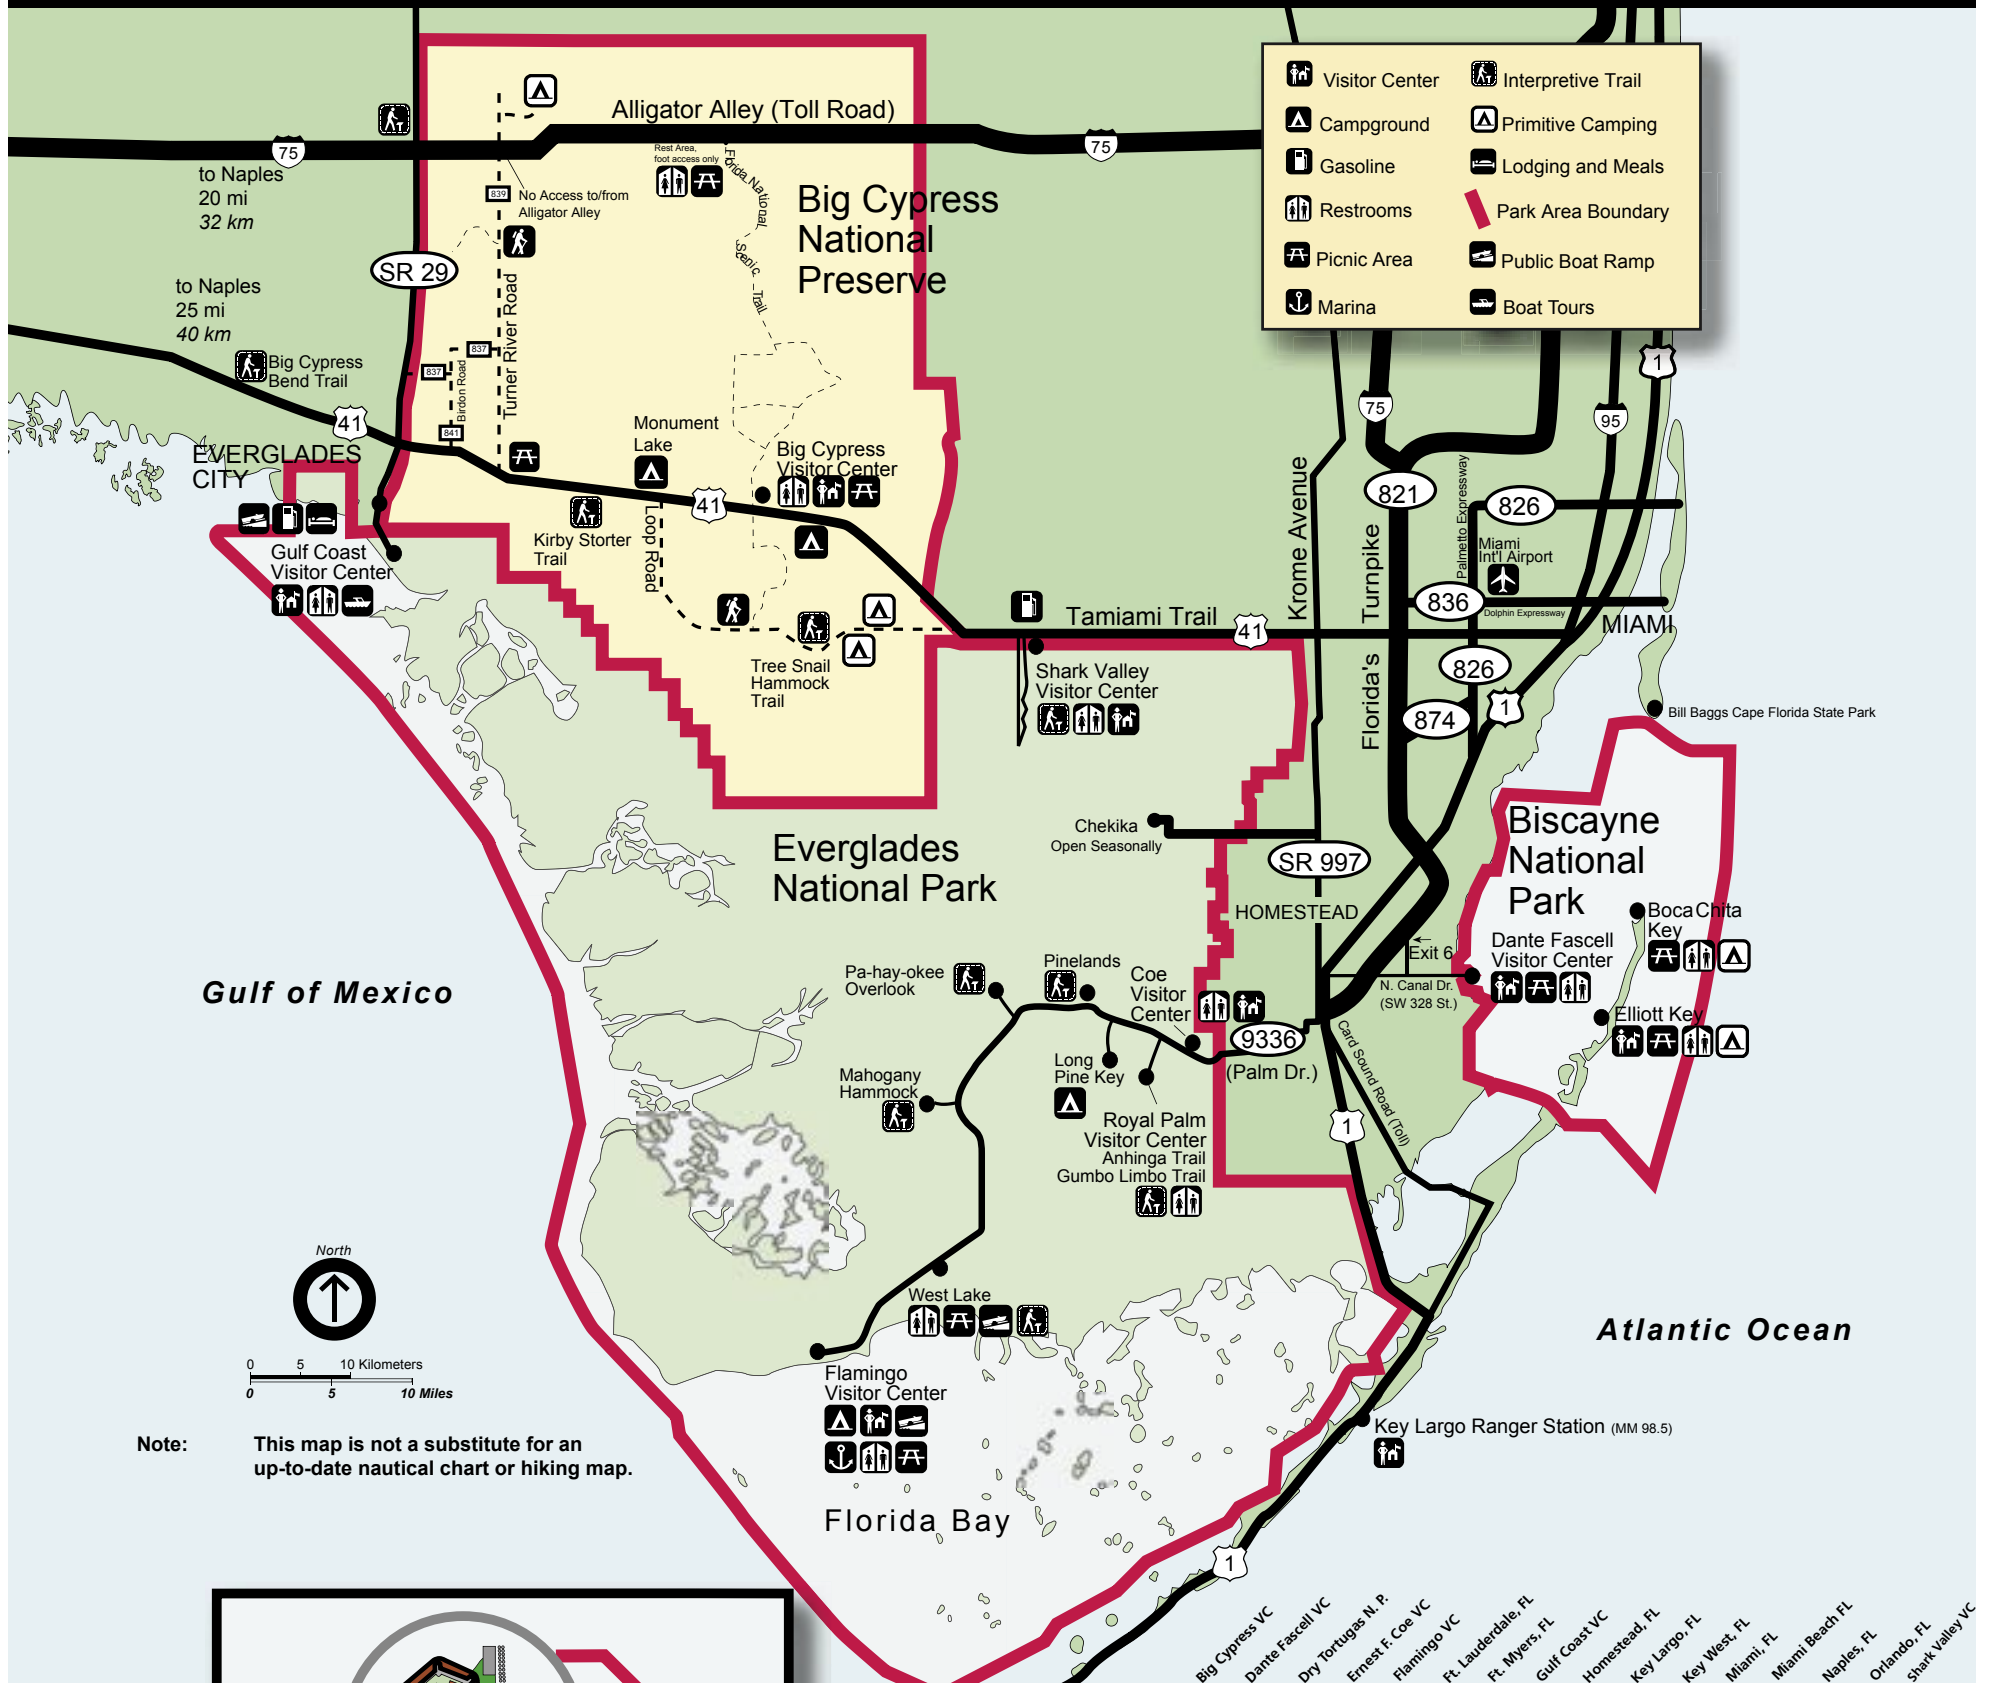 Visitor Center
Interpretive Trail
Campground
Primitive Camping
Gasoline
Lodging and Meals
Restrooms
Park Area Boundary
Picnic Area
Public Boat Ramp
Marina
Boat Tours
Alligator Alley (Toll Road)
75
75
to Naples
20 mi
32 km
Rest Area,
foot access only
Florida National
Scenic Trail
839
No Access to/from
Alligator Alley
Big Cypress
National
Preserve
SR 29
to Naples
25 mi
40 km
Turner River Road
837
837
Birdon Road
841
Big Cypress
Bend Trail
41
EVERGLADES
CITY
Monument
Lake
Big Cypress
Visitor Center
41
Kirby Storter
Trail
Loop Road
Gulf Coast
Visitor Center
Tree Snail
Hammock
Trail
Tamiami Trail
41
Shark Valley
Visitor Center
Krome Avenue
Florida's Turnpike
75
95
1
821
Palmetto Expressway
826
Miami
Int'l Airport
836
Dolphin Expressway
MIAMI
826
874
1
Bill Baggs Cape Florida State Park
Chekika
Open Seasonally
Everglades
National Park
SR 997
HOMESTEAD
Biscayne
National
Park
Boca Chita
Key
Exit 6
Dante Fascell
Visitor Center
N. Canal Dr.
(SW 328 St.)
Elliott Key
Gulf of Mexico
Pa-hay-okee
Overlook
Pinelands
Coe
Visitor
Center
9336
(Palm Dr.)
Long
Pine Key
Card Sound Road (Toll)
Mahogany
Hammock
Royal Palm
Visitor Center
Anhinga Trail
Gumbo Limbo Trail
1
North
0 5 10 Kilometers
0 5 10 Miles
West Lake
Atlantic Ocean
Flamingo
Visitor Center
Key Largo Ranger Station (MM 98.5)
Note: This map is not a substitute for an
up-to-date nautical chart or hiking map.
Florida Bay
1
Big Cypress VC
Dante Fascell VC
Dry Tortugas N. P.
Ernest F. Coe VC
Flamingo VC
Ft. Lauderdale, FL
Ft. Myers, FL
Gulf Coast VC
Homestead, FL
Key Largo, FL
Key West, FL
Miami, FL
Miami Beach FL
Naples, FL
Orlando, FL
Shark Valley VC